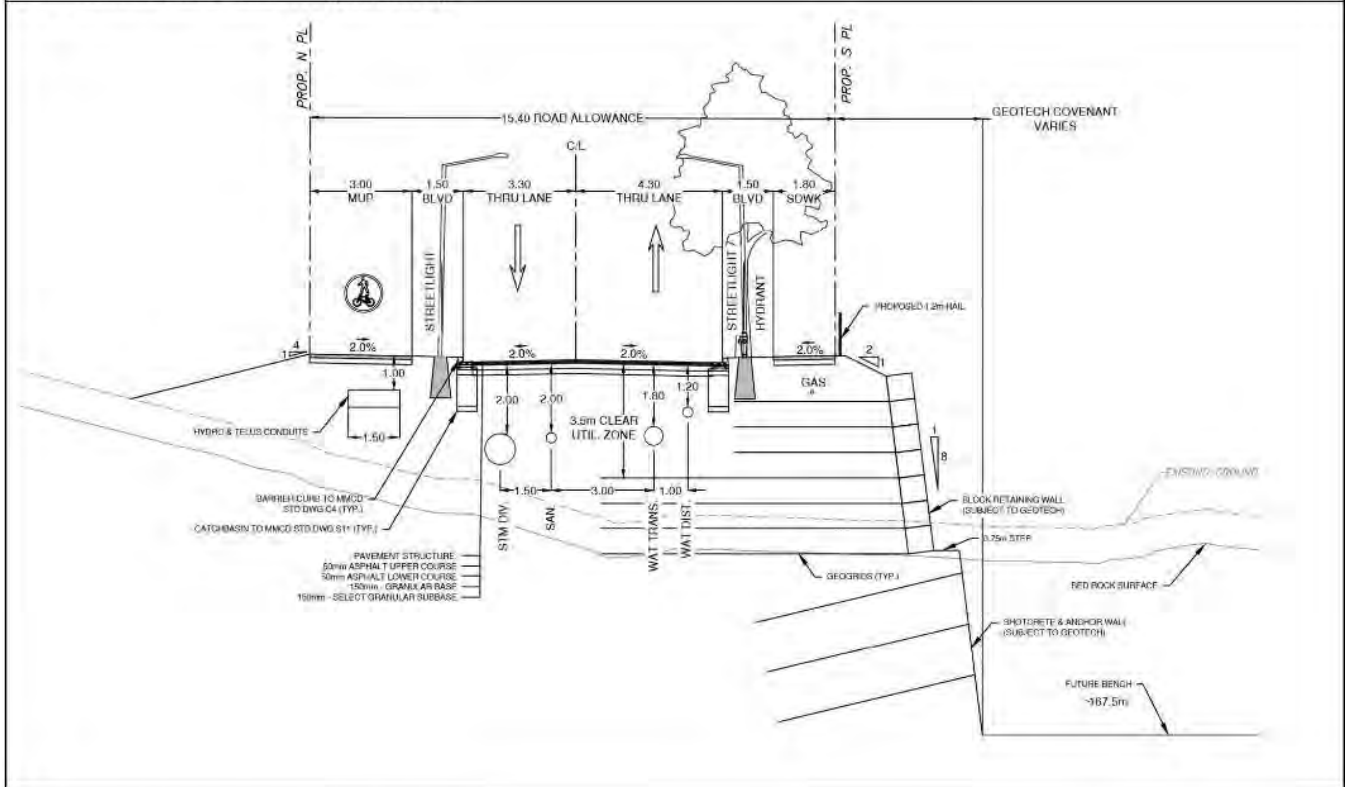 PROP. N PL
PROP. S PL
15.40 ROAD ALLOWANCE
GEOTECH COVENANT
VARIES
C/L
3.00
MUP
1.50
BLVD
3.30
THRU LANE
4.30
THRU LANE
1.50
BLVD
1.80
SDWK
STREETLIGHT
STREETLIGHT
HYDRANT
PROPOSED 1.2m RAIL
4
1
2.0%
2.0%
2.0%
2.0%
2
1
1.00
GAS
2.00
2.00
1.80
1.20
3.5m CLEAR
UTIL. ZONE
HYDRO & TELUS CONDUITS
1.50
1
8
EXISTING GROUND
1.50
3.00
1.00
BARRIER CURB TO MMCD
STD DWG C4 (TYP.)
BLOCK RETAINING WALL
(SUBJECT TO GEOTECH)
CATCHBASIN TO MMCD STD DWG S11 (TYP.)
STM DIV.
SAN.
WAT TRANS.
WAT DIST.
0.75m STEP
PAVEMENT STRUCTURE
50mm ASPHALT UPPER COURSE
50mm ASPHALT LOWER COURSE
150mm - GRANULAR BASE
150mm - SELECT GRANULAR SUBBASE
GEOGRIDS (TYP.)
BED ROCK SURFACE
SHOTCRETE & ANCHOR WALL
(SUBJECT TO GEOTECH)
FUTURE BENCH
~167.5m